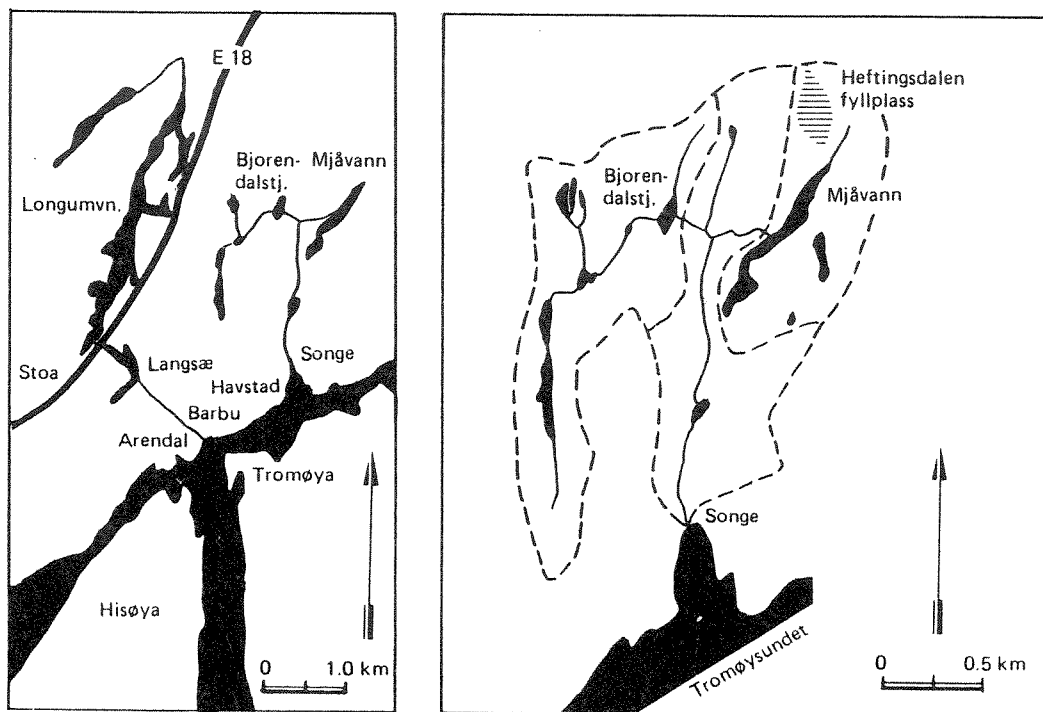 E 18
Bjoren-
dalstj.
Mjåvann
Longumvn.
Stoa
Langsæ
Songe
Havstad
Barbu
Arendal
Tromøya
Hisøya
0 1.0 km
Heftingsdalen
fyllplass
Bjoren-
dalstj.
Mjåvann
Songe
Tromøysundet
0 0.5 km